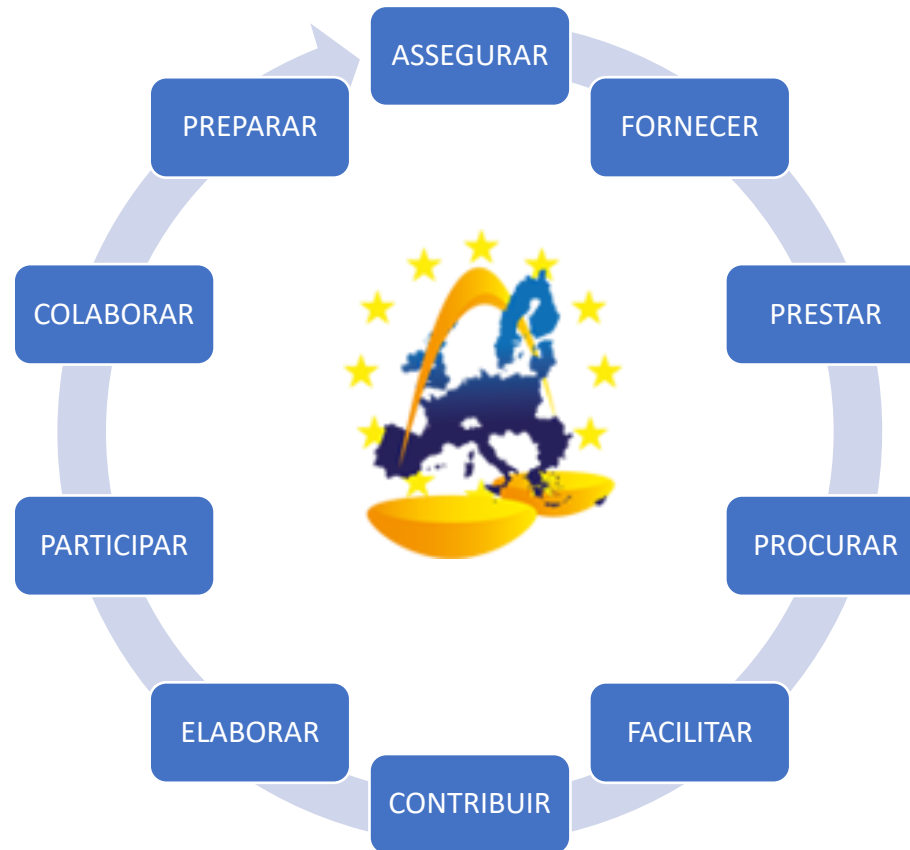 ASSEGURAR
FORNECER
PRESTAR
PROCURAR
FACILITAR
CONTRIBUIR
ELABORAR
PARTICIPAR
COLABORAR
PREPARAR